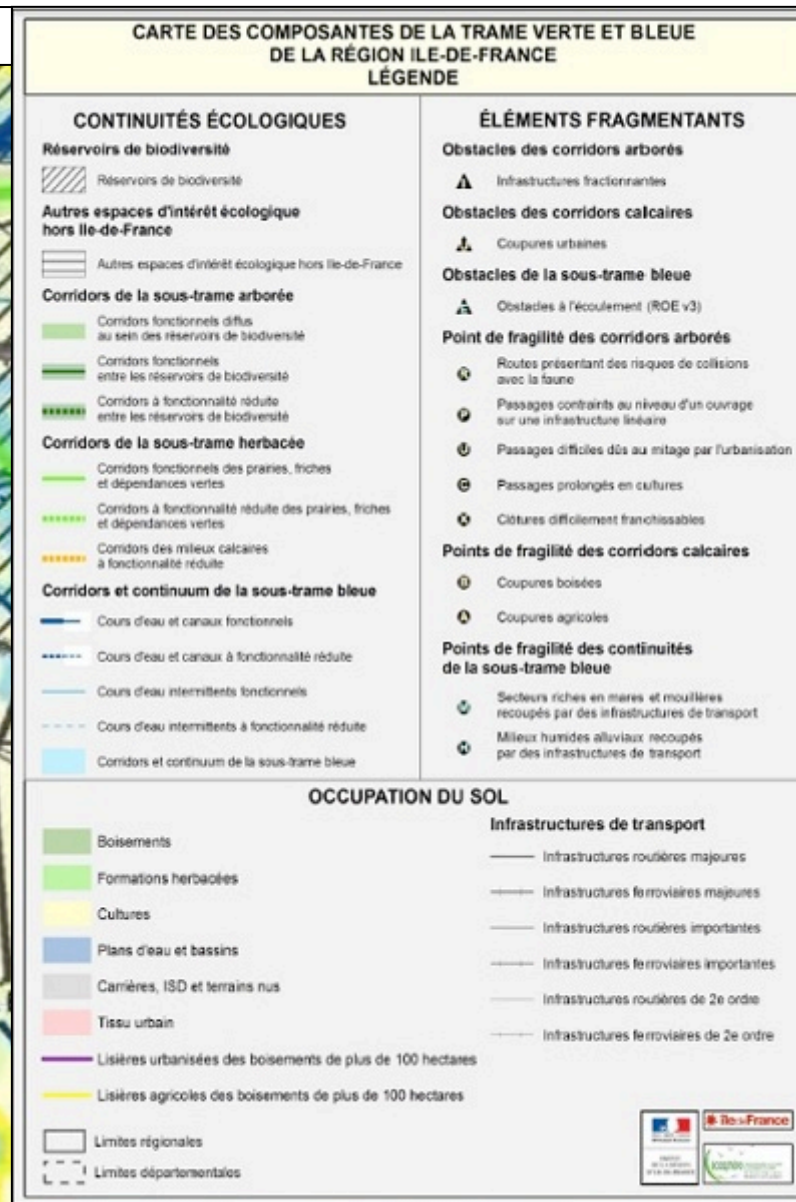 CARTE DES COMPOSANTES DE LA TRAME VERTE ET BLEUE
DE LA RÉGION ILE-DE-FRANCE
LÉGENDE
CONTINUITÉS ÉCOLOGIQUES
Réservoirs de biodiversité
Réservoirs de biodiversité
Autres espaces d'intérêt écologique
hors Ile-de-France
Autres espaces d'intérêt écologique hors Ile-de-France
Corridors de la sous-trame arborée
Corridors fonctionnels diffus
au sein des réservoirs de biodiversité
Corridors fonctionnels
entre les réservoirs de biodiversité
Corridors à fonctionnalité réduite
entre les réservoirs de biodiversité
Corridors de la sous-trame herbacée
Corridors fonctionnels des prairies, friches
et dépendances vertes
Corridors à fonctionnalité réduite des prairies, friches
et dépendances vertes
Corridors des milieux calcaires
à fonctionnalité réduite
Corridors et continuum de la sous-trame bleue
Cours d'eau et canaux fonctionnels
Cours d'eau et canaux à fonctionnalité réduite
Cours d'eau intermittents fonctionnels
Cours d'eau intermittents à fonctionnalité réduite
Corridors et continuum de la sous-trame bleue
ÉLÉMENTS FRAGMENTANTS
Obstacles des corridors arborés
Infrastructures fractionnantes
Obstacles des corridors calcaires
Coupures urbaines
Obstacles de la sous-trame bleue
Obstacles à l'écoulement (ROE v3)
Point de fragilité des corridors arborés
Routes présentant des risques de collisions
avec la faune
Passages contraints au niveau d'un ouvrage
sur une infrastructure linéaire
Passages difficiles dûs au mitage par l'urbanisation
Passages prolongés en cultures
Clôtures difficilement franchissables
Points de fragilité des corridors calcaires
Coupures boisées
Coupures agricoles
Points de fragilité des continuités
de la sous-trame bleue
Secteurs riches en mares et mouillères
recoupés par des infrastructures de transport
Milieux humides alluviaux recoupés
par des infrastructures de transport
OCCUPATION DU SOL
Boisements
Formations herbacées
Cultures
Plans d'eau et bassins
Carrières, ISD et terrains nus
Tissu urbain
Lisières urbanisées des boisements de plus de 100 hectares
Lisières agricoles des boisements de plus de 100 hectares
Limites régionales
Limites départementales
Infrastructures de transport
Infrastructures routières majeures
Infrastructures ferroviaires majeures
Infrastructures routières importantes
Infrastructures ferroviaires importantes
Infrastructures routières de 2e ordre
Infrastructures ferroviaires de 2e ordre
île de France